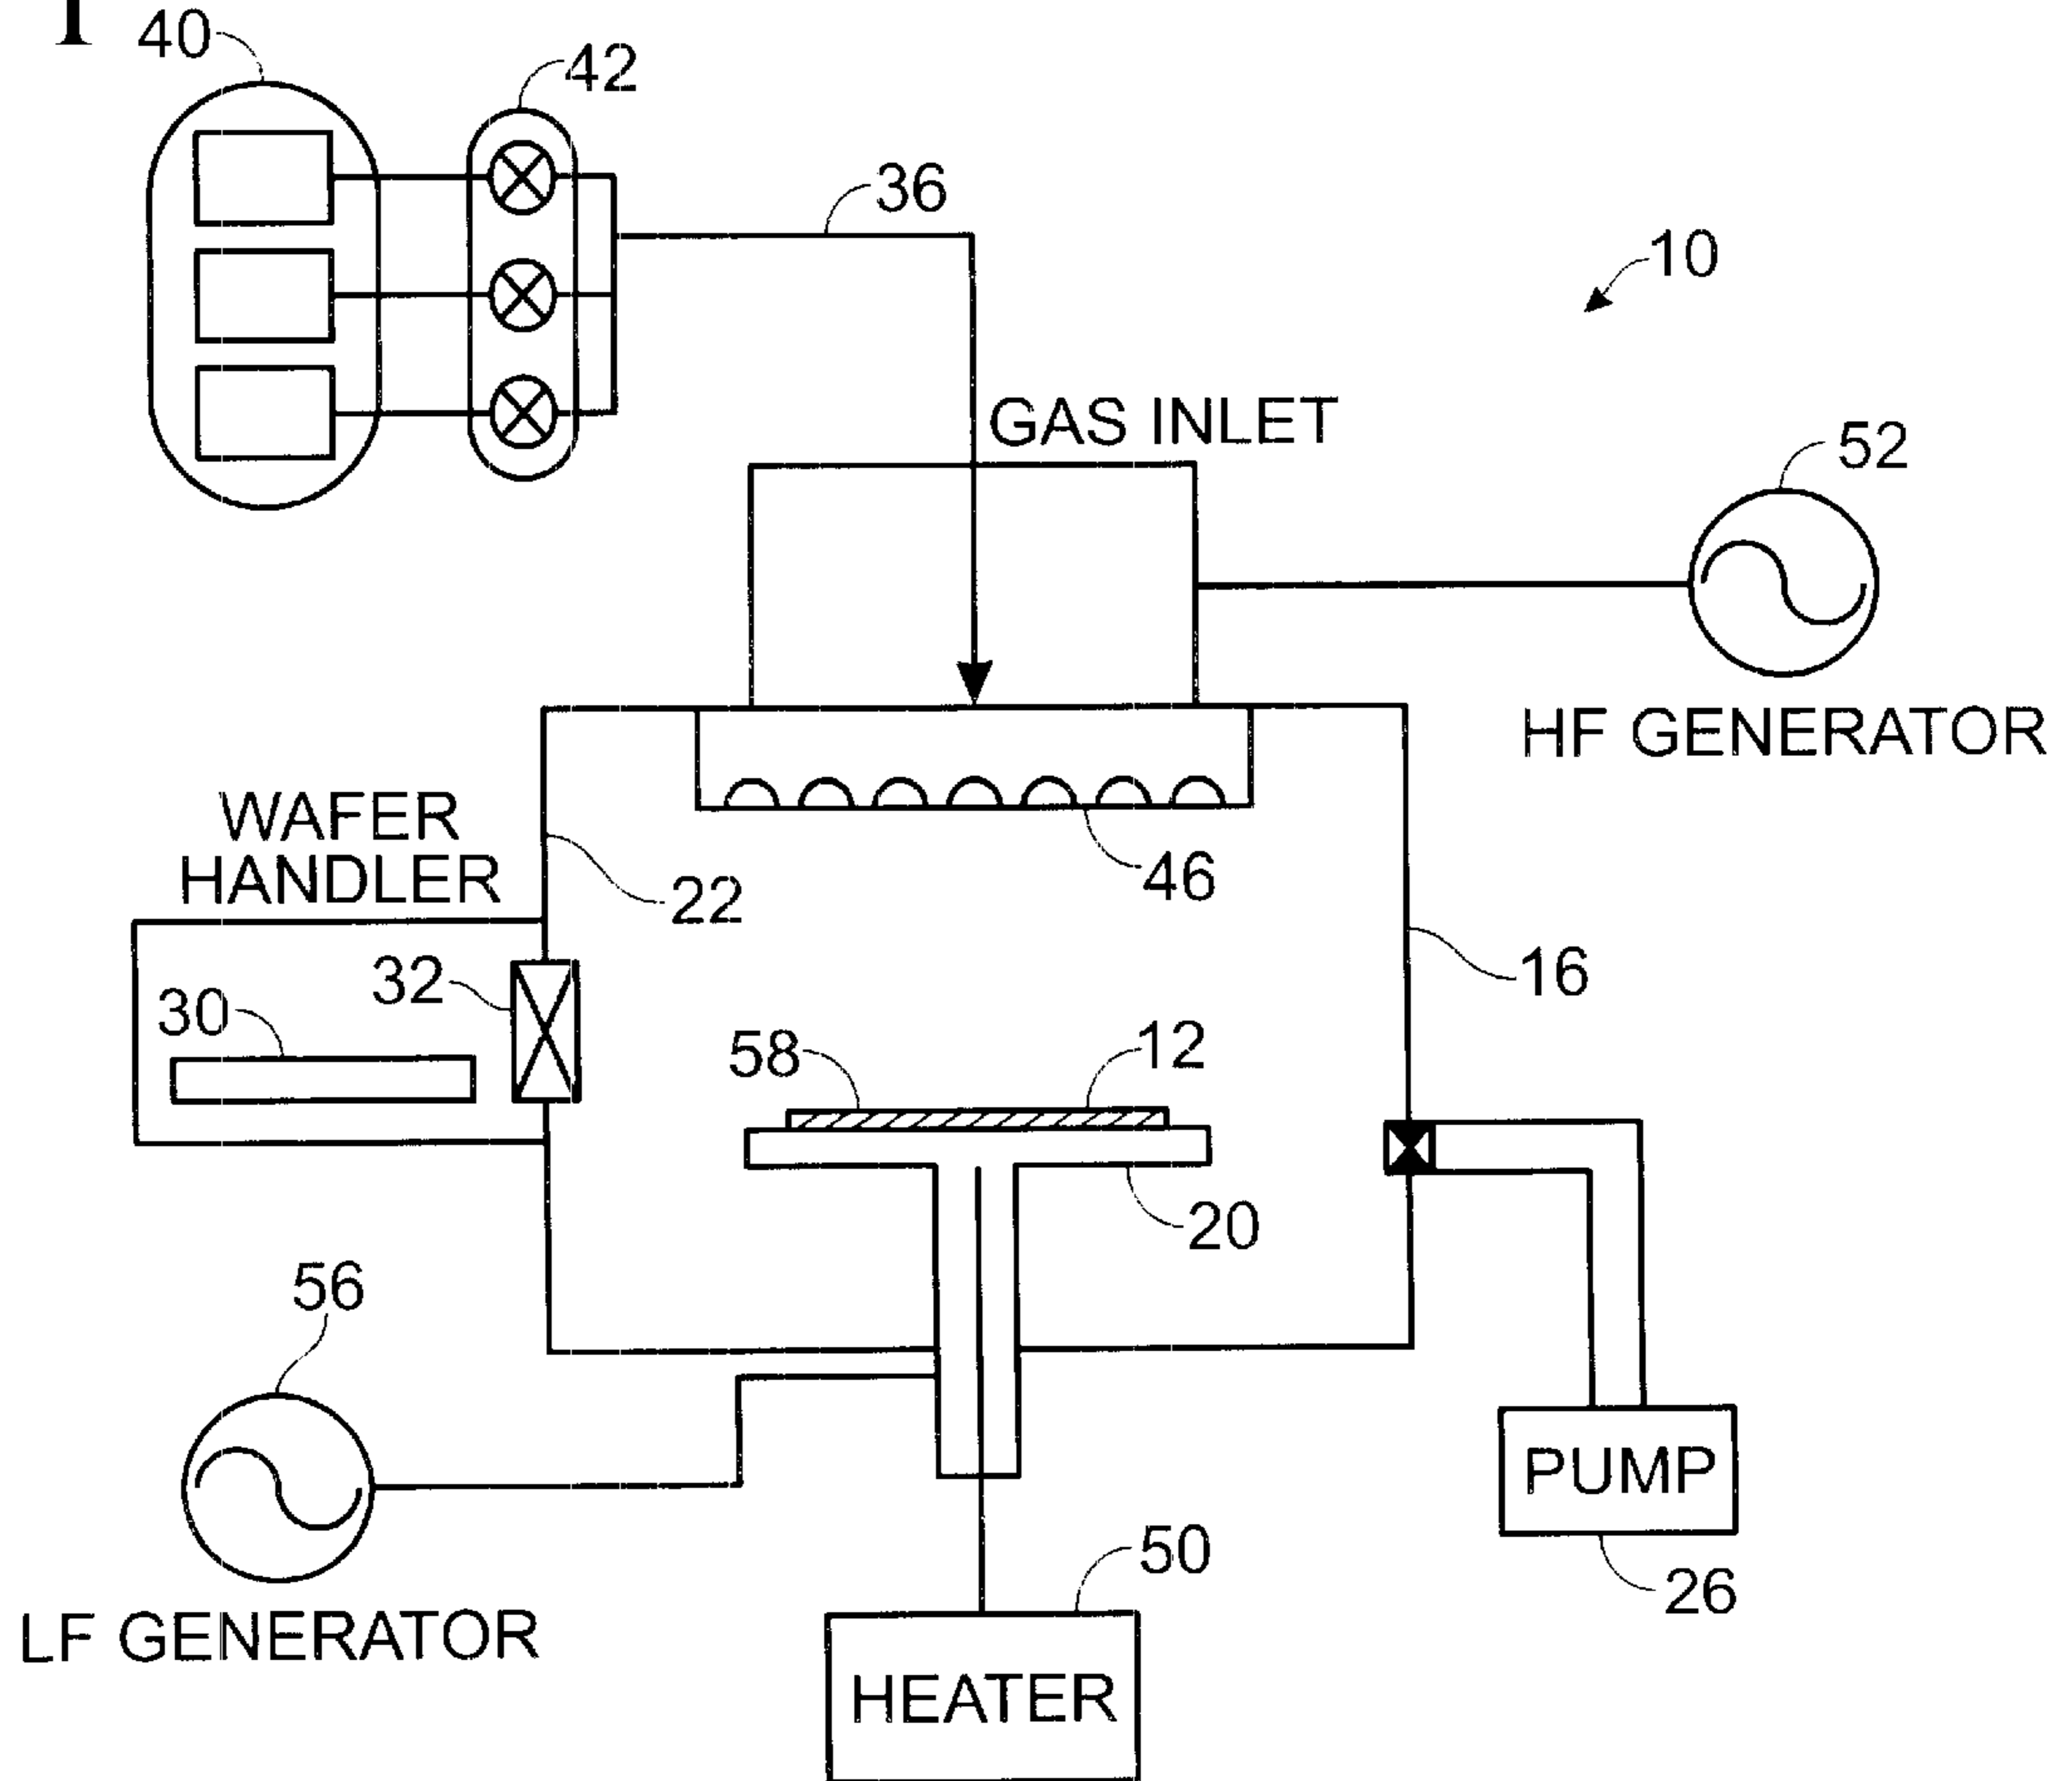 40
42
36
10
GAS INLET
52
HF GENERATOR
WAFER
HANDLER
46
22
16
32
30
58
12
20
56
PUMP
50
26
LF GENERATOR
HEATER